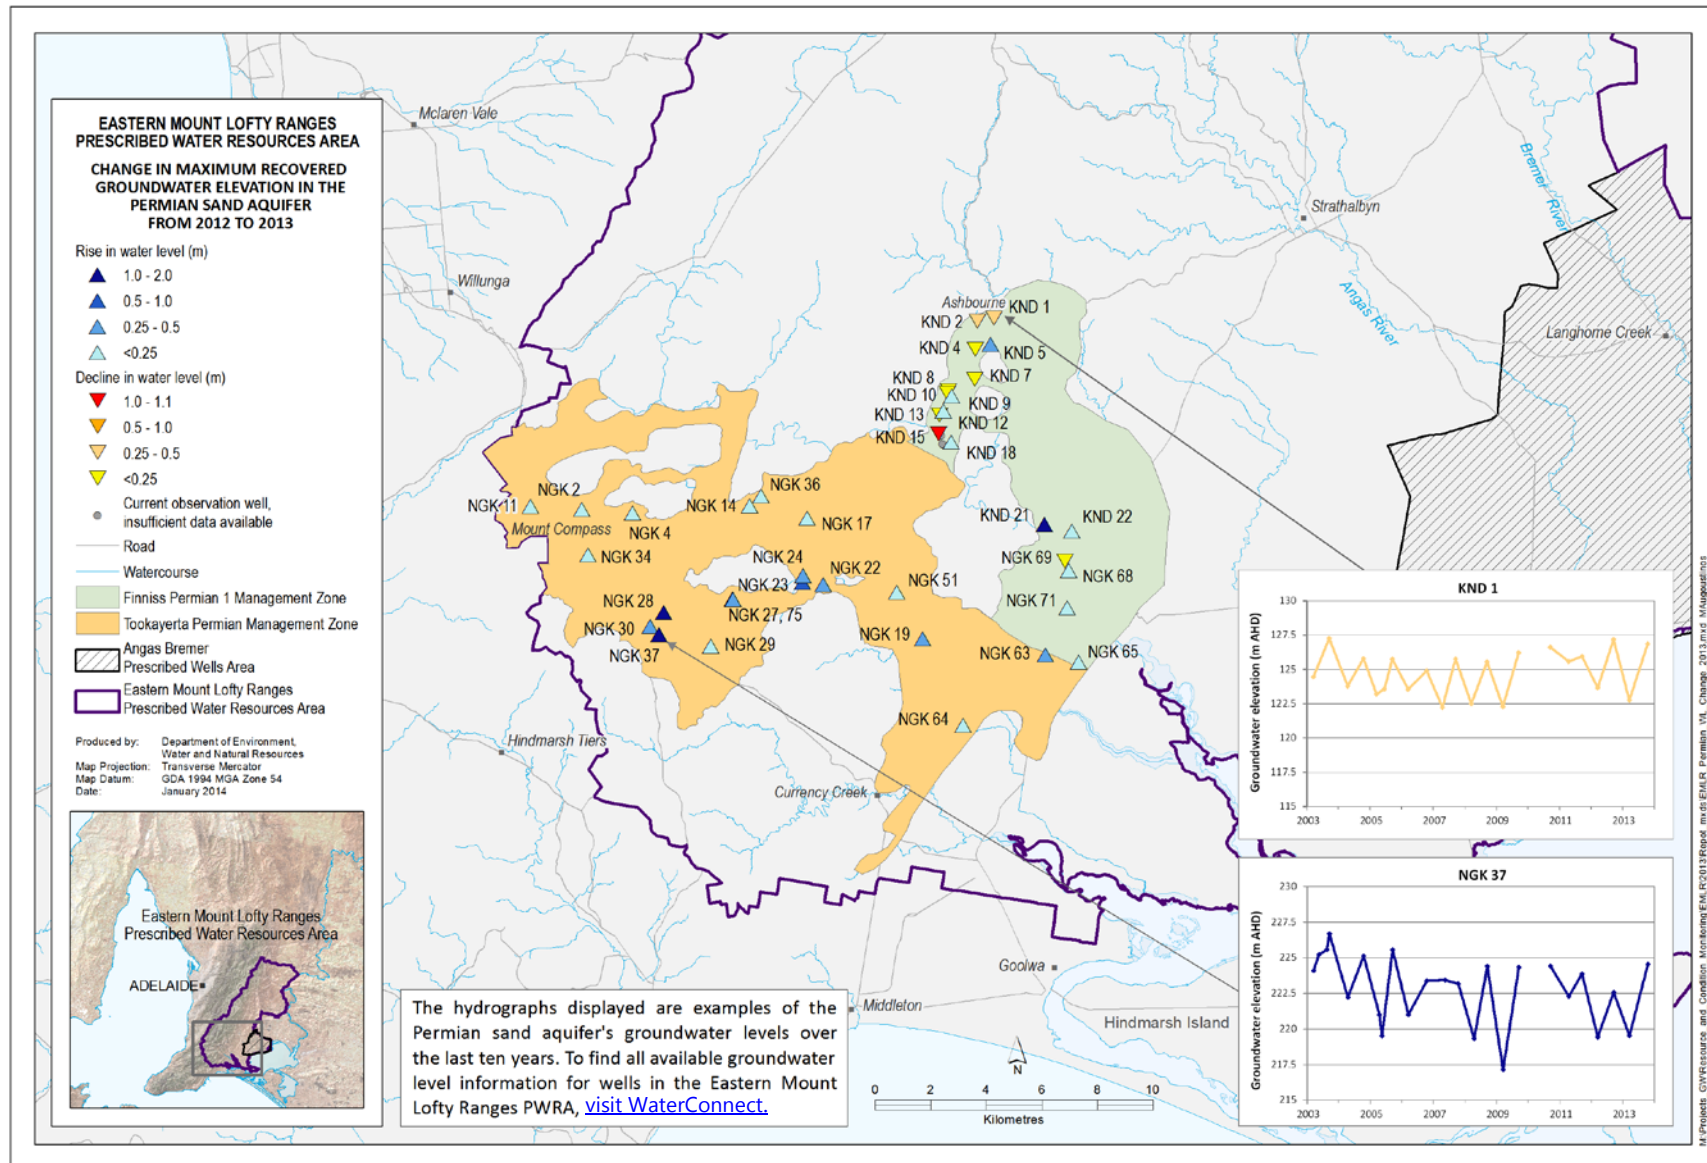 EASTERN MOUNT LOFTY RANGES
PRESCRIBED WATER RESOURCES AREA
CHANGE IN MAXIMUM RECOVERED
GROUNDWATER ELEVATION IN THE
PERMIAN SAND AQUIFER
FROM 2012 TO 2013
Rise in water level (m)
1.0 - 2.0
0.5 - 1.0
0.25 - 0.5
<0.25
Decline in water level (m)
1.0 - 1.1
0.5 - 1.0
0.25 - 0.5
<0.25
Current observation well,
insufficient data available
Road
Watercourse
Finniss Permian 1 Management Zone
Tookayerta Permian Management Zone
Angas Bremer
Prescribed Wells Area
Eastern Mount Lofty Ranges
Prescribed Water Resources Area
Produced by: Department of Environment,
Water and Natural Resources
Map Projection: Transverse Mercator
Map Datum: GDA 1994 MGA Zone 54
Date: January 2014
Eastern Mount Lofty Ranges
Prescribed Water Resources Area
ADELAIDE
Mclaren Vale
Willunga
Strathalbyn
Bremer River
Angas River
Langhorne Creek
Ashbourne
KND 1
KND 2
KND 4
KND 5
KND 7
KND 8
KND 10
KND 9
KND 13
KND 12
KND 15
KND 18
NGK 36
NGK 2
NGK 11
NGK 14
Mount Compass
NGK 4
NGK 17
KND 21
KND 22
NGK 34
NGK 24
NGK 22
NGK 69
NGK 68
NGK 23
NGK 51
NGK 28
NGK 27, 75
NGK 71
NGK 30
NGK 19
NGK 37
NGK 29
NGK 63
NGK 65
NGK 64
Hindmarsh Tiers
Currency Creek
Goolwa
Middleton
Hindmarsh Island
N
0 2 4 6 8 10
Kilometres
The hydrographs displayed are examples of the
Permian sand aquifer's groundwater levels over
the last ten years. To find all available groundwater
level information for wells in the Eastern Mount
Lofty Ranges PWRA, visit WaterConnect.
KND 1
Groundwater elevation (m AHD)
130
127.5
125
122.5
120
117.5
115
2003 2005 2007 2009 2011 2013
NGK 37
Groundwater elevation (m AHD)
230
227.5
225
222.5
220
217.5
215
2003 2005 2007 2009 2011 2013
M:\Projects_GW\Resource and Condition Monitoring\EMLR\2013\Repot_mxds\EMLR_Permian_WL_Change_2013.mxd MAugoustinos